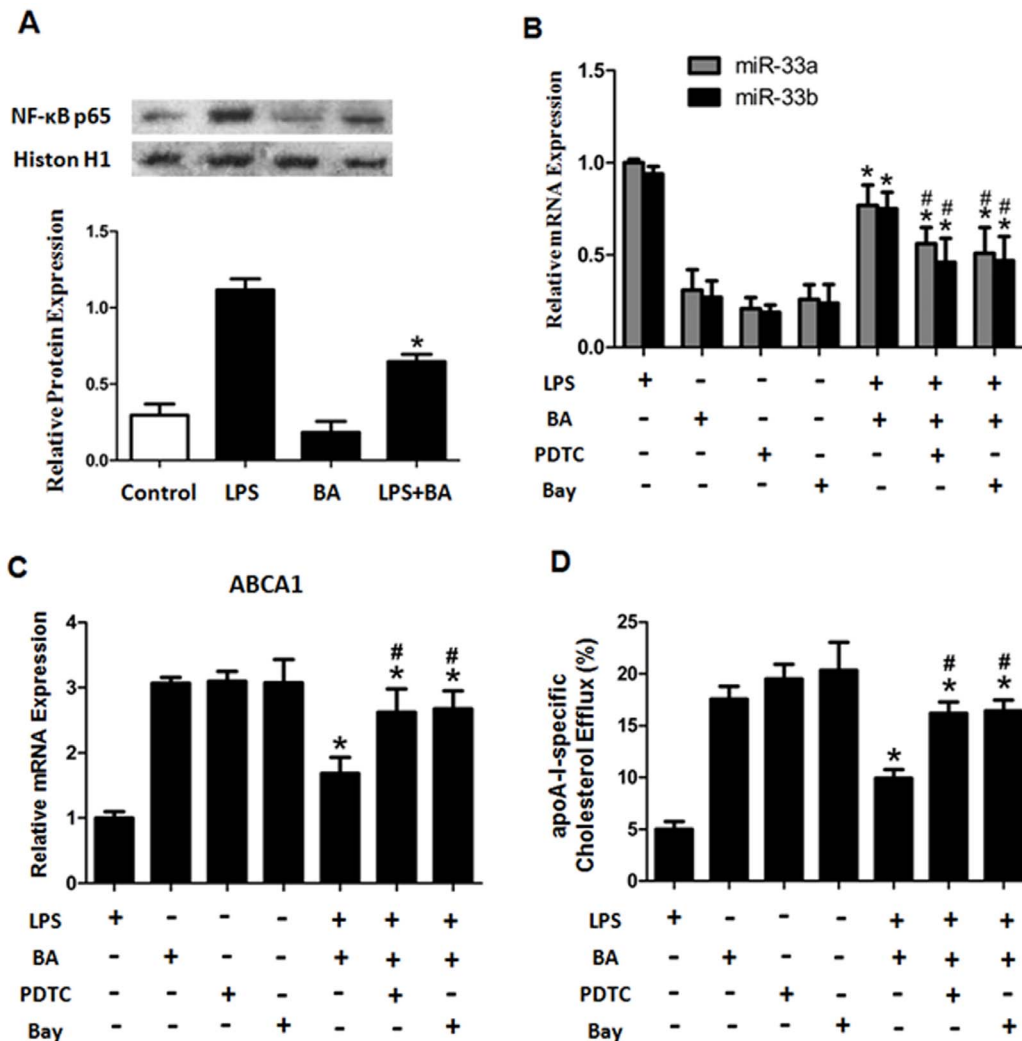 A
NF-κB p65
Histon H1
Relative Protein Expression
1.5
1.0
0.5
0.0
*
Control LPS BA LPS+BA
B
miR-33a
miR-33b
Relative mRNA Expression
1.5
1.0
0.5
0.0
* * # # # #
* * * *
LPS + - - - + + +
BA - + - - + + +
PDTC - - + - - + -
Bay - - - + - - +
C
ABCA1
Relative mRNA Expression
4
3
2
1
0
# #
* * *
LPS + - - - + + +
BA - + - - + + +
PDTC - - + - - + -
Bay - - - + - - +
D
apoA-I-specific
Cholesterol Efflux (%)
25
20
15
10
5
0
# #
* * *
LPS + - - - + + +
BA - + - - + + +
PDTC - - + - - + -
Bay - - - + - - +